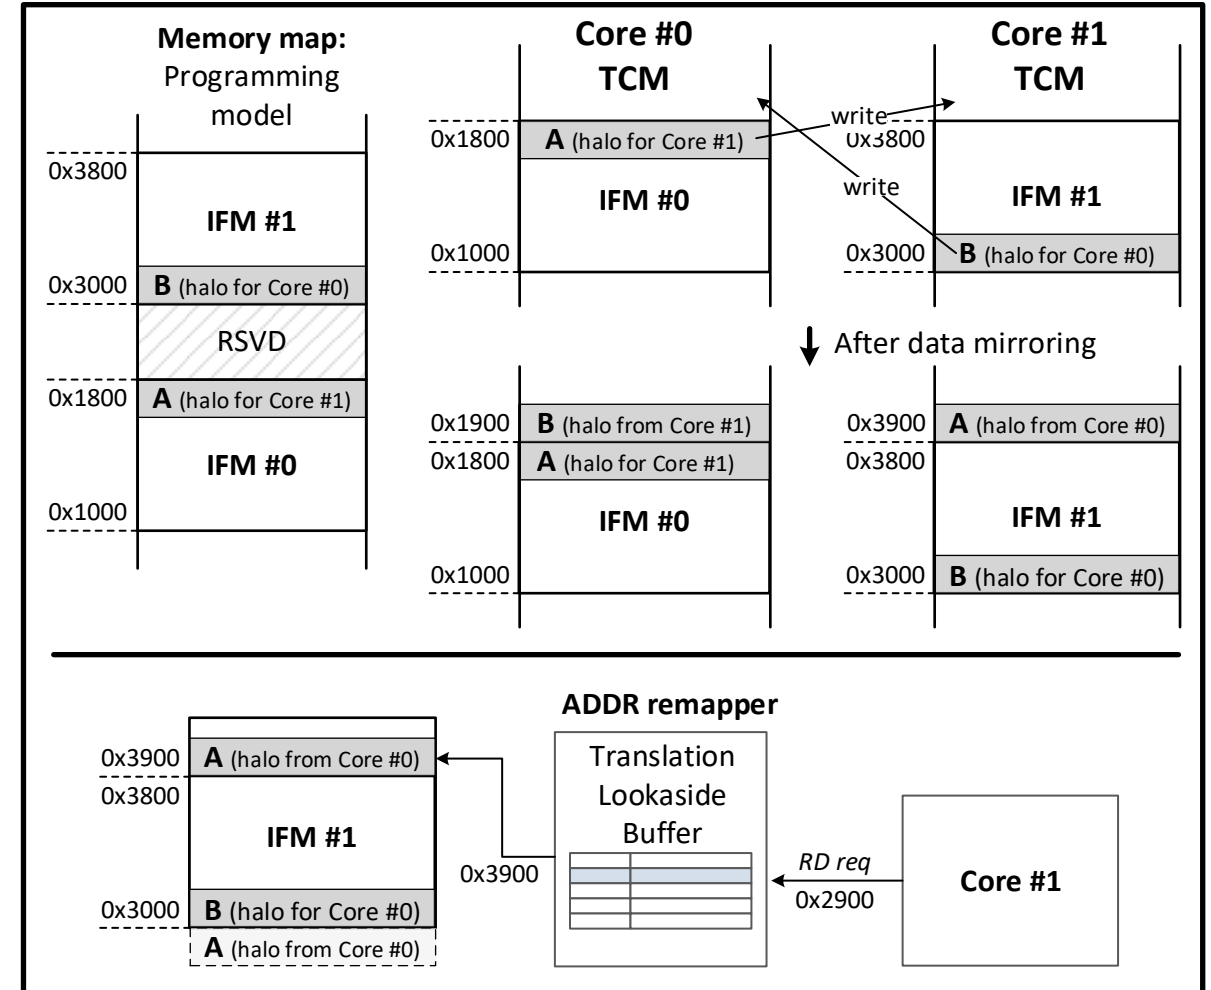 Memory map:
Programming
model
0x3800
IFM #1
0x3000
B (halo for Core #0)
RSVD
0x1800
A (halo for Core #1)
IFM #0
0x1000
Core #0
TCM
0x1800
A (halo for Core #1)
IFM #0
0x1000
write
write
Core #1
TCM
0x3800
IFM #1
0x3000
B (halo for Core #0)
After data mirroring
0x1900
B (halo from Core #1)
0x1800
A (halo for Core #1)
IFM #0
0x1000
0x3900
A (halo from Core #0)
0x3800
IFM #1
0x3000
B (halo for Core #0)
0x3900
A (halo from Core #0)
0x3800
IFM #1
0x3000
B (halo for Core #0)
A (halo from Core #0)
ADDR remapper
Translation
Lookaside
Buffer
0x3900
RD req
0x2900
Core #1